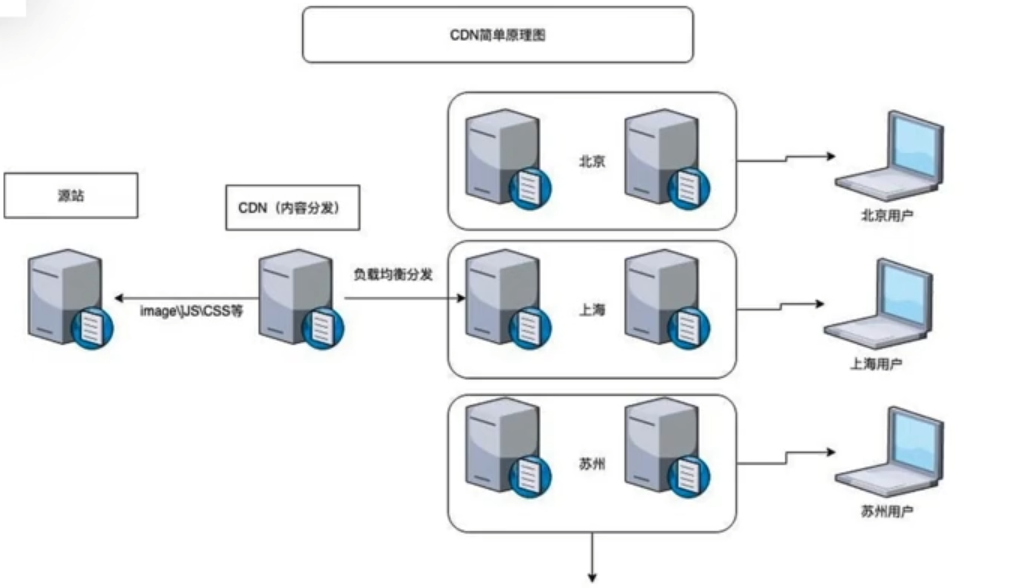 CDN简单原理图
源站
CDN（内容分发）
image\JS\CSS等
负载均衡分发
北京
北京用户
上海
上海用户
苏州
苏州用户